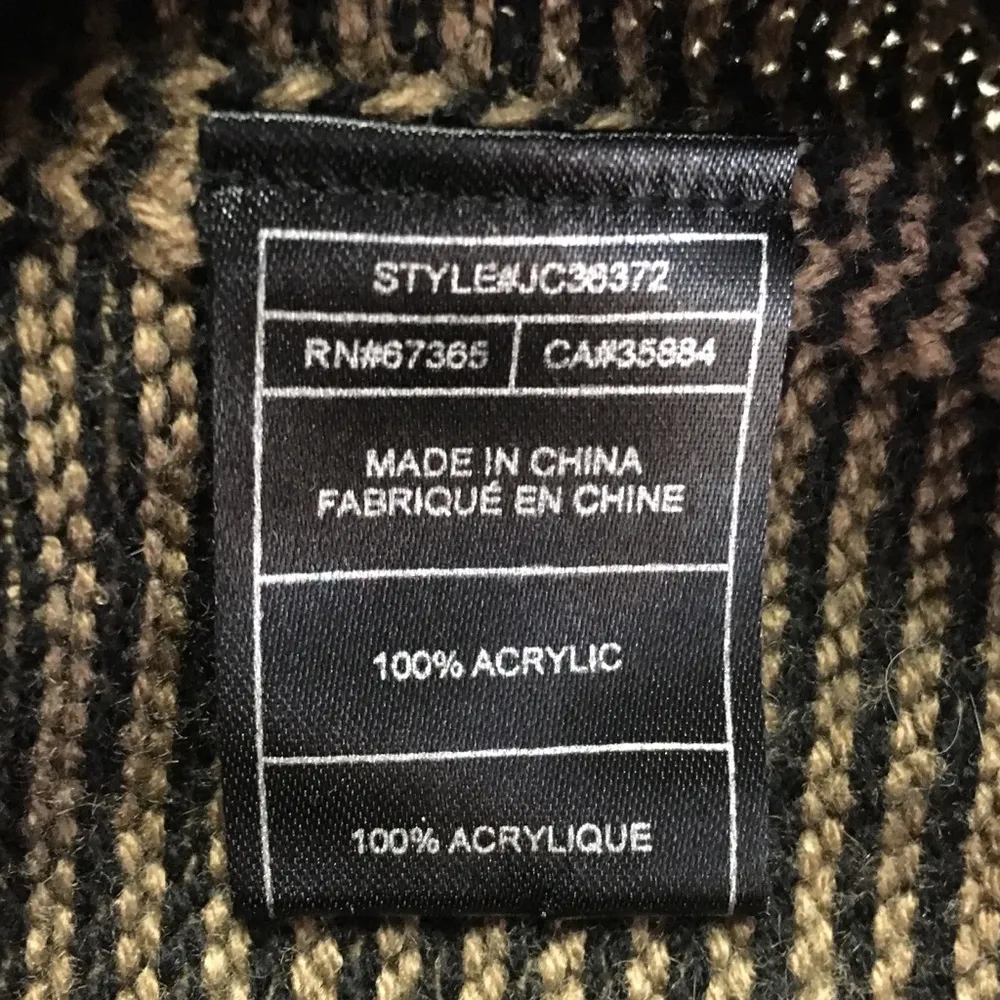 STYLE#JC36372
RN#67365 CA#35884
MADE IN CHINA
FABRIQUÉ EN CHINE
100% ACRYLIC
100% ACRYLIQUE